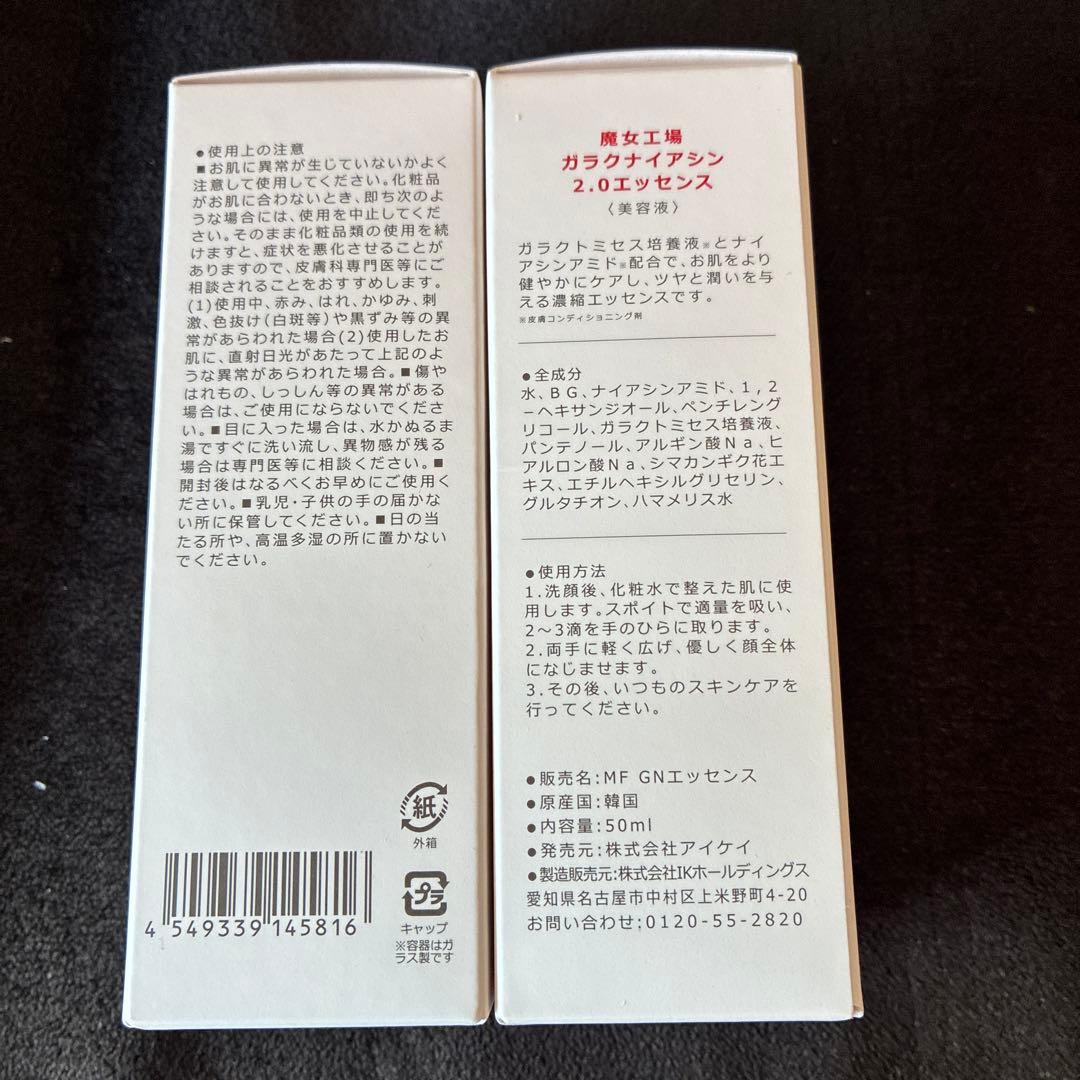 ●使用上の注意
■お肌に異常が生じていないかよく
注意して使用してください。化粧品
がお肌に合わないとき、即ち次のよ
うな場合には、使用を中止してくだ
さい。そのまま化粧品類の使用を続
けますと、症状を悪化させることが
ありますので、皮膚科専門医等にご
相談されることをおすすめします。
(1)使用中、赤み、はれ、かゆみ、刺
激、色抜け(白斑等)や黒ずみ等の異
常があらわれた場合(2)使用したお
肌に、直射日光があたって上記のよ
うな異常があらわれた場合。■傷や
はれもの、しっしん等の異常がある
場合は、ご使用にならないでくださ
い。■目に入った場合は、水かぬるま
湯ですぐに洗い流し、異物感が残る
場合は専門医等に相談ください。■
開封後はなるべくお早めにご使用く
ださい。■乳児・子供の手の届かな
い所に保管してください。■日の当
たる所や、高温多湿の所に置かない
でください。
紙
外箱
プラ
キャップ
※容器はガ
ラス製です
4 549339 145816
魔女工場
ガラクナイアシン
2.0エッセンス
〈美容液〉
ガラクトミセス培養液※とナイ
アシンアミド※配合で、お肌をより
健やかにケアし、ツヤと潤いを与
える濃縮エッセンスです。
※皮膚コンディショニング剤
●全成分
水、BG、ナイアシンアミド、1,2
-ヘキサンジオール、ペンチレング
リコール、ガラクトミセス培養液、
パンテノール、アルギン酸Na、ヒ
アルロン酸Na、シマカンギク花エ
キス、エチルヘキシルグリセリン、
グルタチオン、ハマメリス水
●使用方法
1.洗顔後、化粧水で整えた肌に使
用します。スポイトで適量を吸い、
2～3滴を手のひらに取ります。
2.両手に軽く広げ、優しく顔全体
になじませます。
3.その後、いつものスキンケアを
行ってください。
●販売名:MF GNエッセンス
●原産国:韓国
●内容量:50ml
●発売元:株式会社アイケイ
●製造販売元:株式会社IKホールディングス
愛知県名古屋市中村区上米野町4-20
お問い合わせ:0120-55-2820